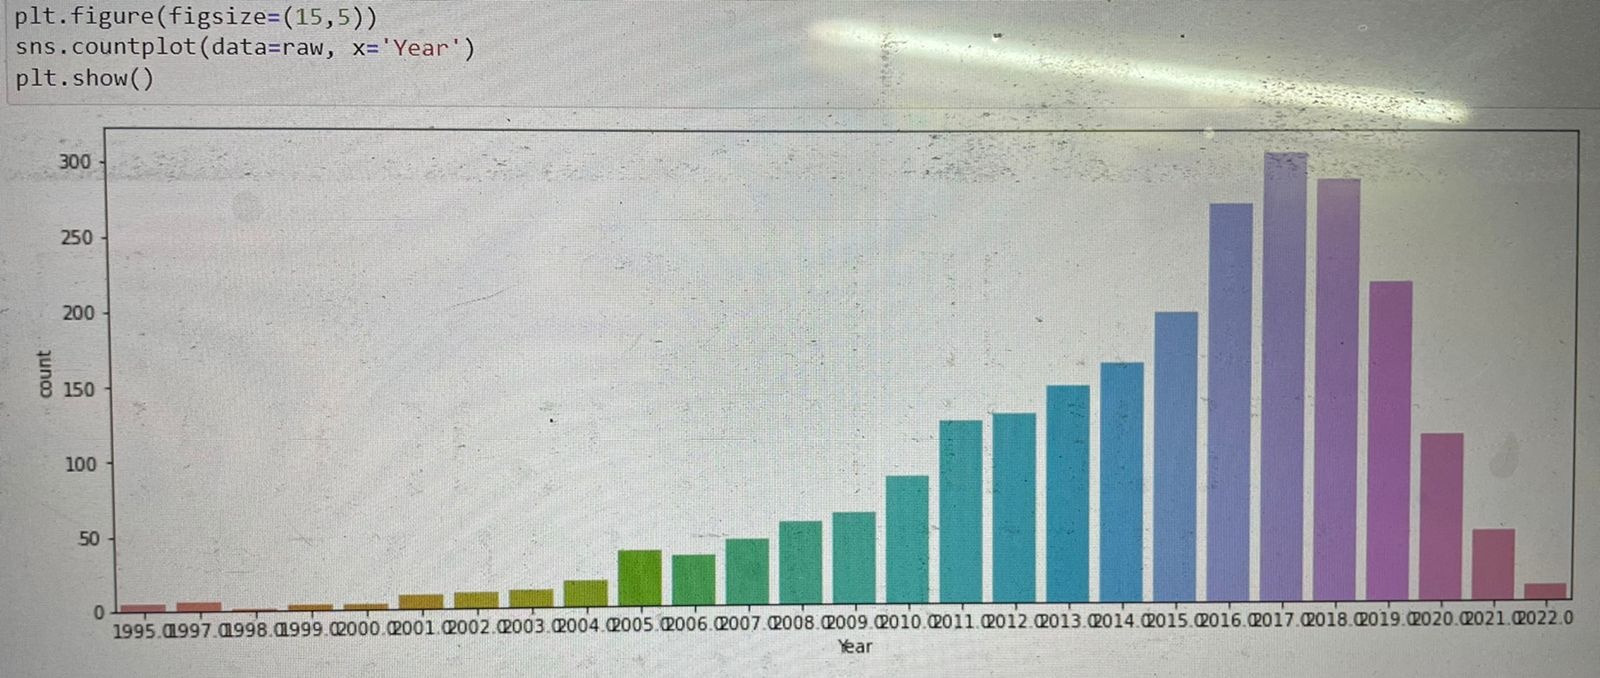 plt.figure(figsize=(15,5))
sns.countplot(data=raw, x='Year')
plt.show()
300
250
200
150
100
50
0
count
1995.0 1997.0 1998.0 1999.0 2000.0 2001.0 2002.0 2003.0 2004.0 2005.0 2006.0 2007.0 2008.0 2009.0 2010.0 2011.0 2012.0 2013.0 2014.0 2015.0 2016.0 2017.0 2018.0 2019.0 2020.0 2021.0 2022.0
Year